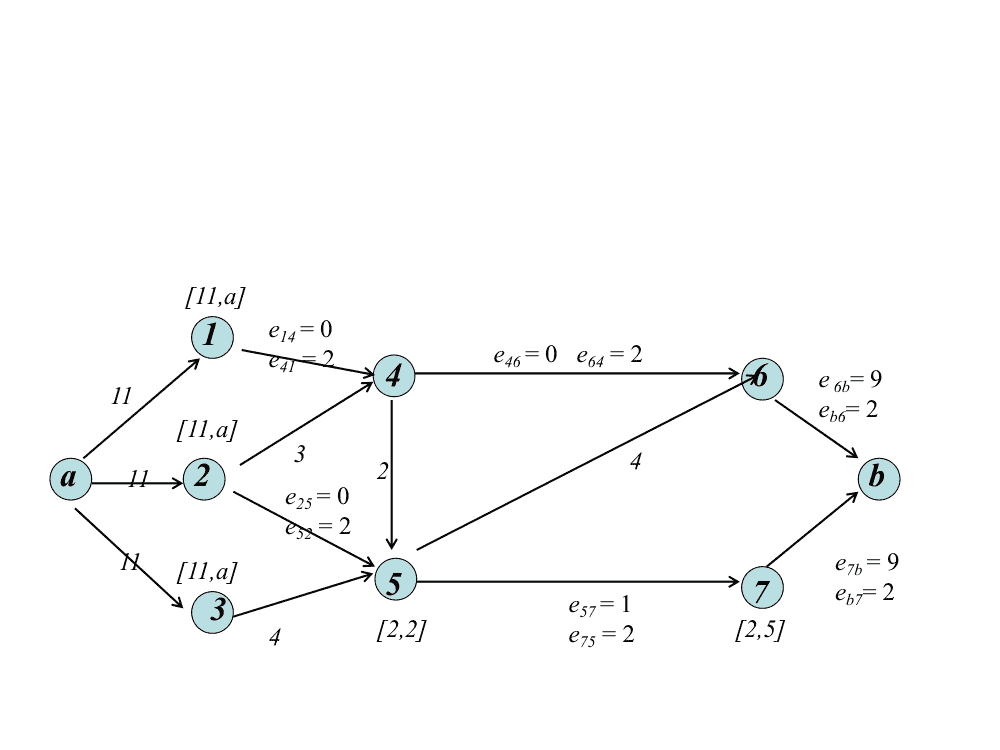 [11,a]
1
e14 = 0
e41 = 2
4
e46 = 0 e64 = 2
6
e 6b = 9
eb6 = 2
11
[11,a]
3
2
4
a
11
2
b
e25 = 0
e52 = 2
11
[11,a]
3
4
5
[2,2]
e57 = 1
e75 = 2
7
[2,5]
e7b = 9
eb7 = 2